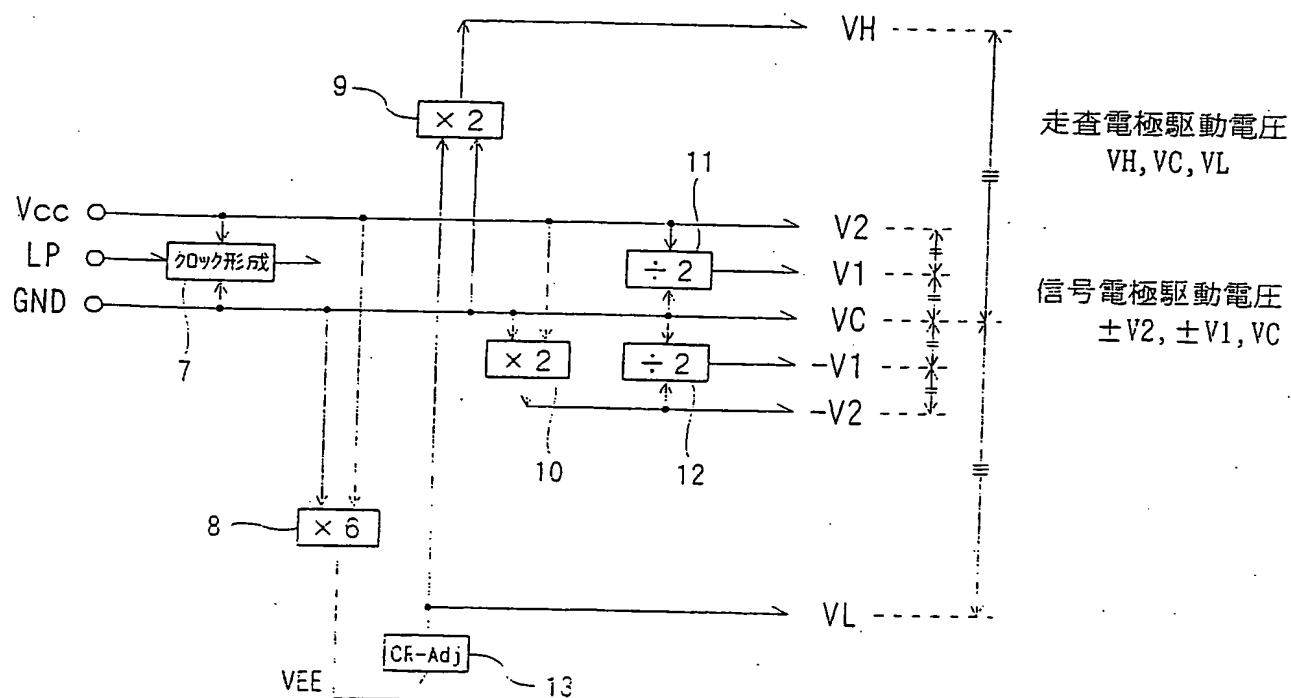 VH
9
×2
走査電極駆動電圧
VH, VC, VL
11
Vcc
V2
LP
クロック形成
÷2
V1
信号電極駆動電圧
±V2, ±V1, VC
GND
VC
7
×2
÷2
-V1
-V2
10
12
8
×6
VL
CR-Adj
VEE
13